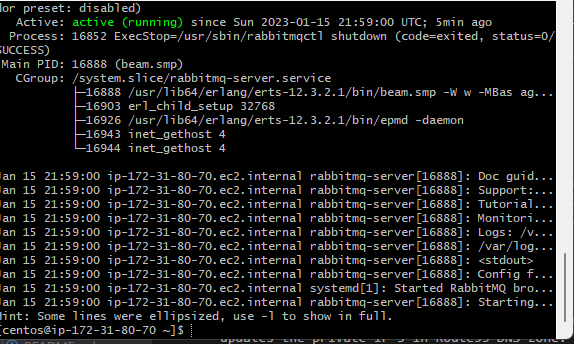 dor preset: disabled)
Active: active (running) since Sun 2023-01-15 21:59:00 UTC; 5min ago
Process: 16852 ExecStop=/usr/sbin/rabbitmqctl shutdown (code=exited, status=0/
SUCCESS)
Main PID: 16888 (beam.smp)
CGroup: /system.slice/rabbitmq-server.service
├─16888 /usr/lib64/erlang/erts-12.3.2.1/bin/beam.smp -W w -MBas ag...
├─16903 erl_child_setup 32768
├─16926 /usr/lib64/erlang/erts-12.3.2.1/bin/epmd -daemon
├─16943 inet_gethost 4
└─16944 inet_gethost 4
Jan 15 21:59:00 ip-172-31-80-70.ec2.internal rabbitmq-server[16888]: Doc guid...
Jan 15 21:59:00 ip-172-31-80-70.ec2.internal rabbitmq-server[16888]: Support:...
Jan 15 21:59:00 ip-172-31-80-70.ec2.internal rabbitmq-server[16888]: Tutorial...
Jan 15 21:59:00 ip-172-31-80-70.ec2.internal rabbitmq-server[16888]: Monitori...
Jan 15 21:59:00 ip-172-31-80-70.ec2.internal rabbitmq-server[16888]: Logs: /v...
Jan 15 21:59:00 ip-172-31-80-70.ec2.internal rabbitmq-server[16888]: /var/log...
Jan 15 21:59:00 ip-172-31-80-70.ec2.internal rabbitmq-server[16888]: <stdout>
Jan 15 21:59:00 ip-172-31-80-70.ec2.internal rabbitmq-server[16888]: Config f...
Jan 15 21:59:00 ip-172-31-80-70.ec2.internal systemd[1]: Started RabbitMQ bro...
Jan 15 21:59:00 ip-172-31-80-70.ec2.internal rabbitmq-server[16888]: Starting...
Hint: Some lines were ellipsized, use -l to show in full.
[centos@ip-172-31-80-70 ~]$